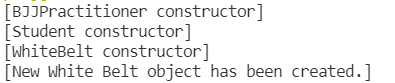 [BJJPractitioner constructor]
[Student constructor]
[WhiteBelt constructor]
[New White Belt object has been created.]